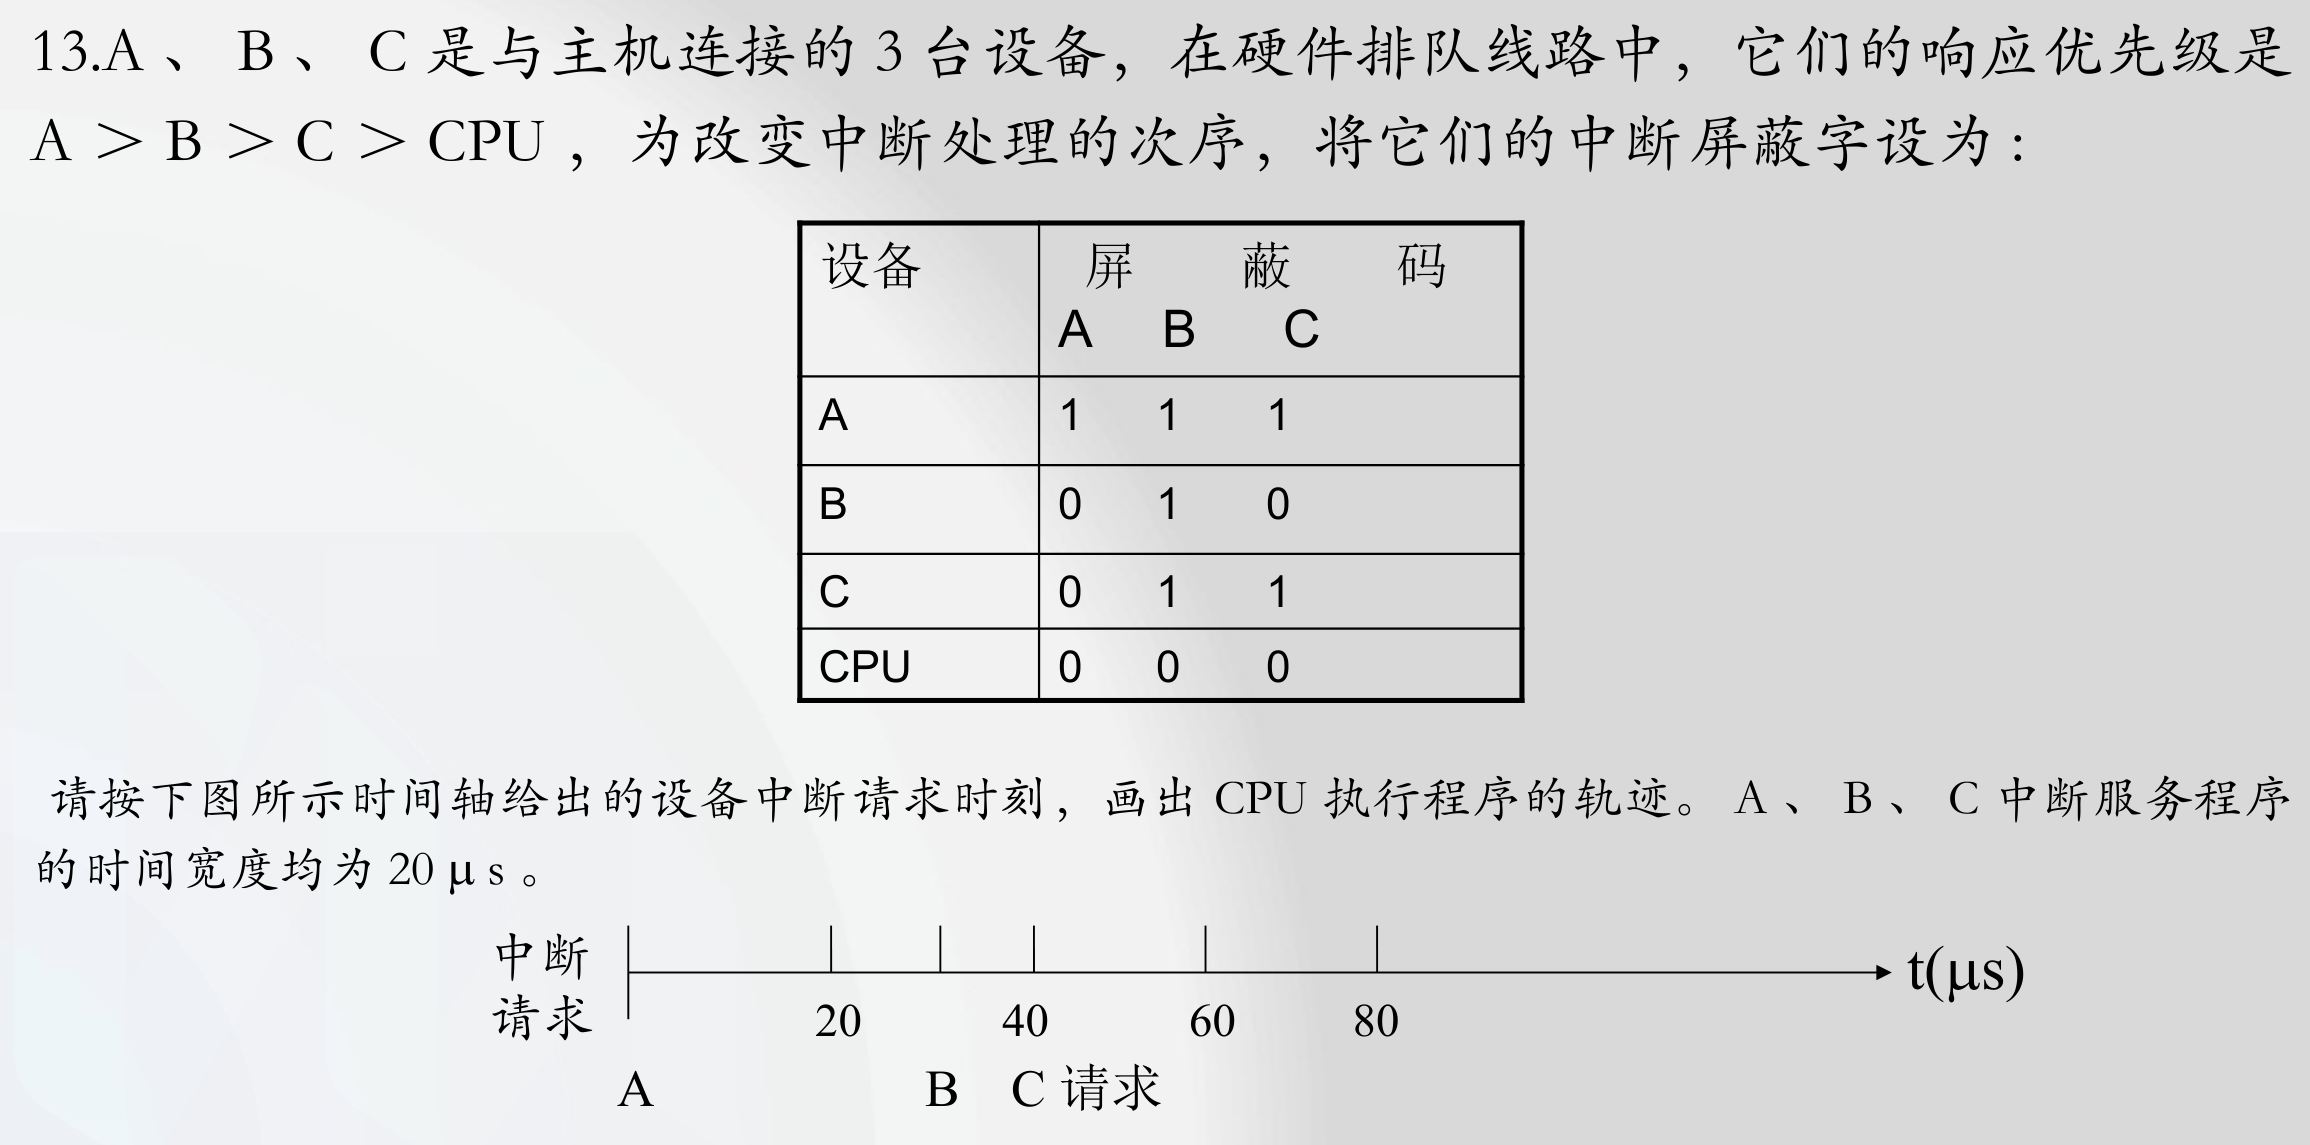 13.A 、 B 、 C 是与主机连接的 3 台设备，在硬件排队线路中，它们的响应优先级是
A ＞ B ＞ C ＞ CPU ，为改变中断处理的次序，将它们的中断屏蔽字设为：
设备 屏 蔽 码
A B C
A 1 1 1
B 0 1 0
C 0 1 1
CPU 0 0 0
请按下图所示时间轴给出的设备中断请求时刻，画出 CPU 执行程序的轨迹。 A 、 B 、 C 中断服务程序
的时间宽度均为 20 μ s 。
中断
请求
t(μs)
20 40 60 80
A B C 请求